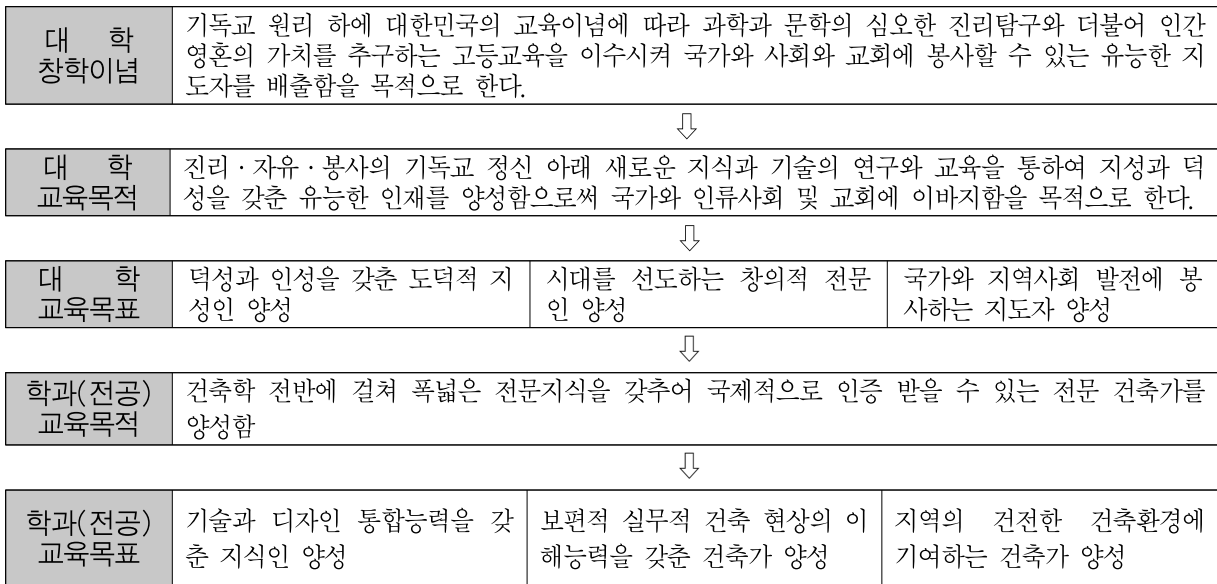 대 학
창학이념
기독교 원리 하에 대한민국의 교육이념에 따라 과학과 문학의 심오한 진리탐구와 더불어 인간
영혼의 가치를 추구하는 고등교육을 이수시켜 국가와 사회와 교회에 봉사할 수 있는 유능한 지
도자를 배출함을 목적으로 한다.
⇩
대 학
교육목적
진리·자유·봉사의 기독교 정신 아래 새로운 지식과 기술의 연구와 교육을 통하여 지성과 덕
성을 갖춘 유능한 인재를 양성함으로써 국가와 인류사회 및 교회에 이바지함을 목적으로 한다.
⇩
대 학
교육목표
덕성과 인성을 갖춘 도덕적 지
성인 양성
시대를 선도하는 창의적 전문
인 양성
국가와 지역사회 발전에 봉
사하는 지도자 양성
⇩
학과(전공)
교육목적
건축학 전반에 걸쳐 폭넓은 전문지식을 갖추어 국제적으로 인증 받을 수 있는 전문 건축가를
양성함
⇩
학과(전공)
교육목표
기술과 디자인 통합능력을 갖
춘 지식인 양성
보편적 실무적 건축 현상의 이
해능력을 갖춘 건축가 양성
지역의 건전한 건축환경에
기여하는 건축가 양성